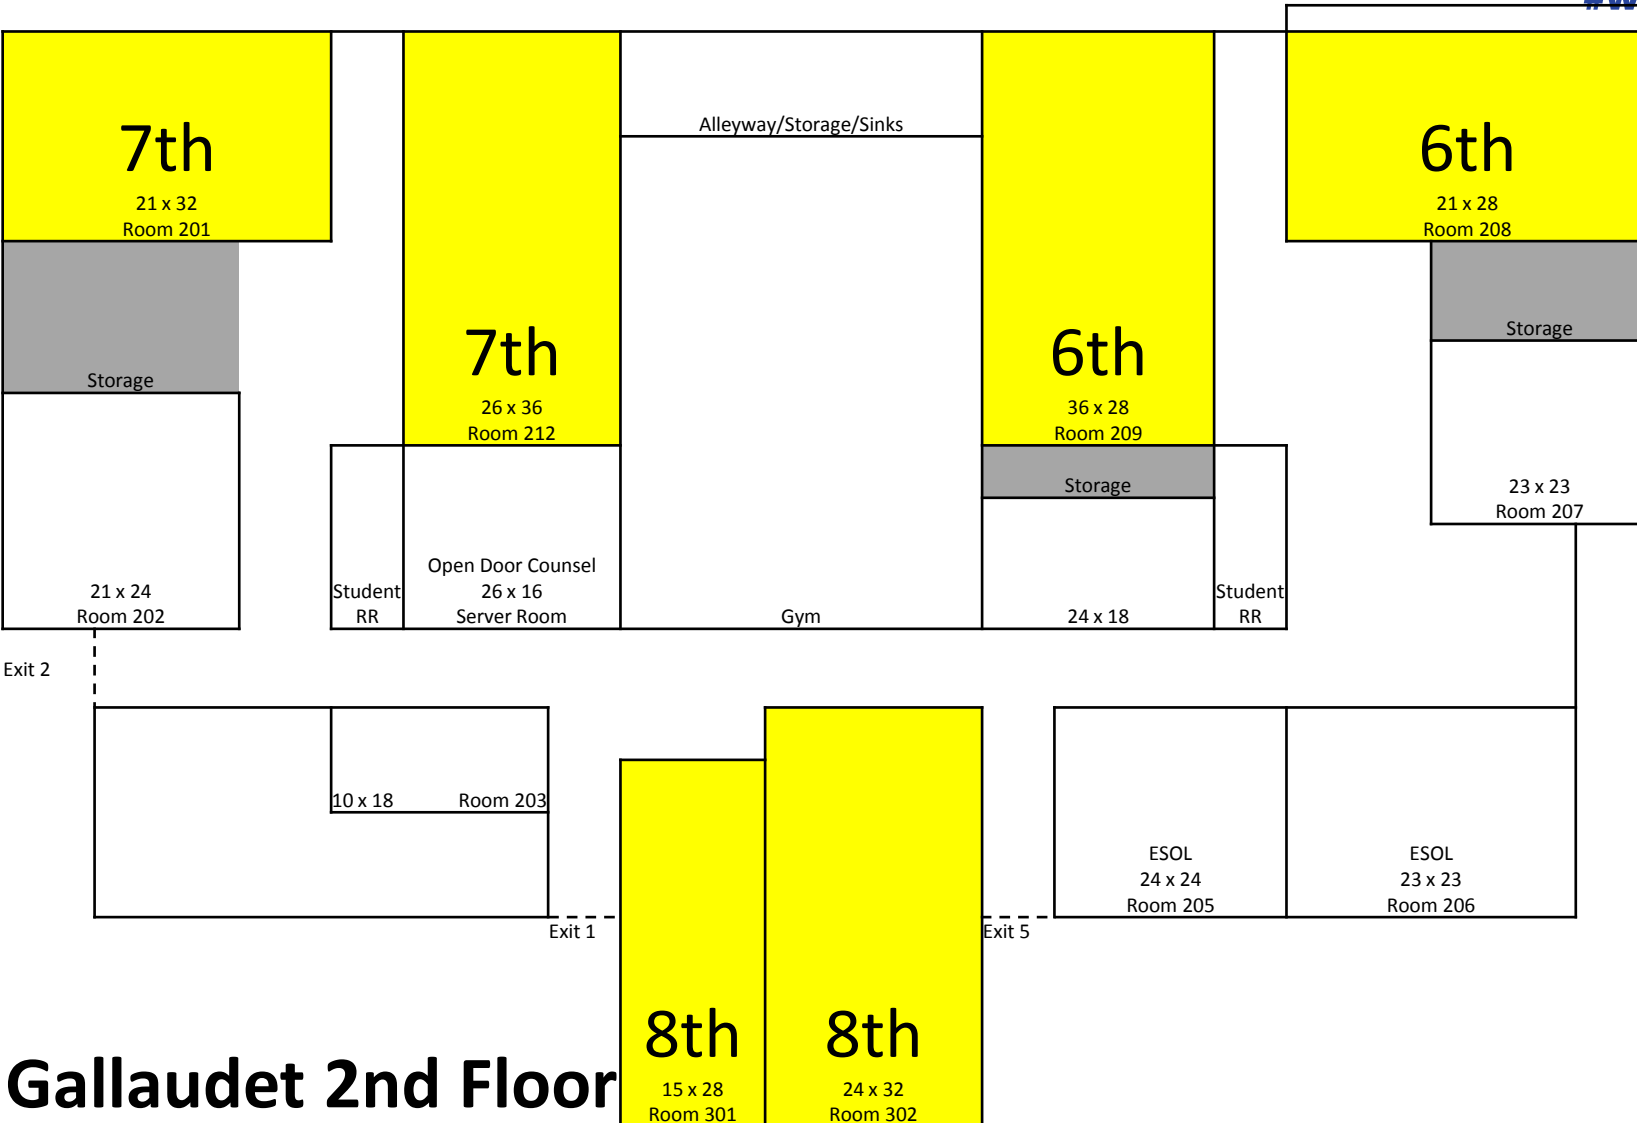 #W
Alleyway/Storage/Sinks
7th
21 x 32
Room 201
6th
21 x 28
Room 208
Storage
7th
26 x 36
Room 212
6th
36 x 28
Room 209
Storage
Storage
23 x 23
Room 207
21 x 24
Room 202
Student
RR
Open Door Counsel
26 x 16
Server Room
Gym
24 x 18
Student
RR
Exit 2
10 x 18 Room 203
ESOL
24 x 24
Room 205
ESOL
23 x 23
Room 206
Exit 1
Exit 5
8th
15 x 28
Room 301
8th
24 x 32
Room 302
Gallaudet 2nd Floor